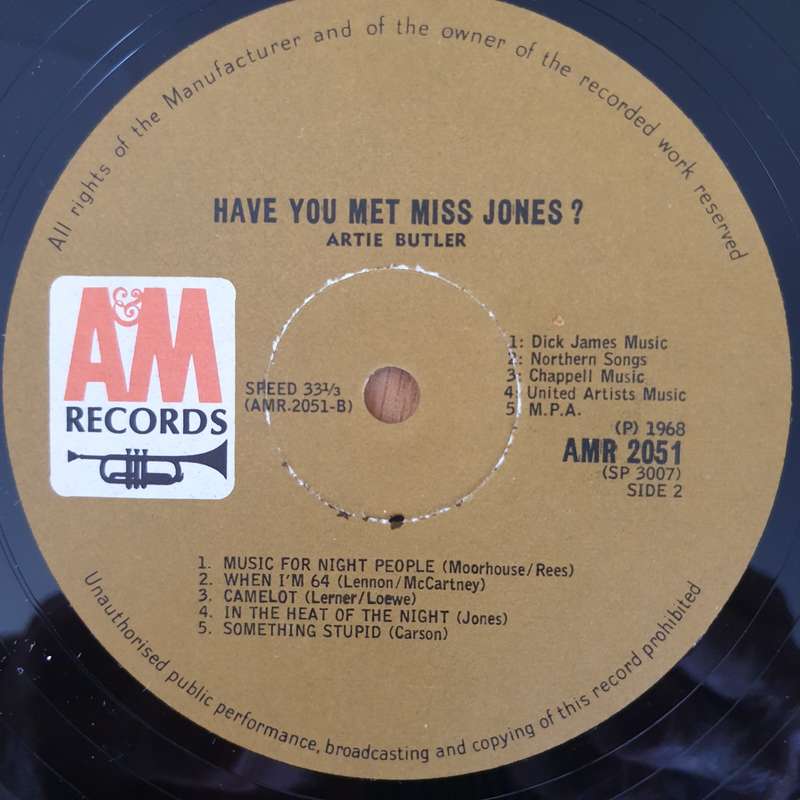 All rights of the Manufacturer and of the owner of the recorded work reserved
HAVE YOU MET MISS JONES ?
ARTIE BUTLER
A&M
RECORDS
SPEED 33⅓
(AMR.2051-B)
1: Dick James Music
2: Northern Songs
3: Chappell Music
4: United Artists Music
5: M.P.A.
(P) 1968
AMR 2051
(SP 3007)
SIDE 2
1. MUSIC FOR NIGHT PEOPLE (Moorhouse/Rees)
2. WHEN I'M 64 (Lennon/McCartney)
3. CAMELOT (Lerner/Loewe)
4. IN THE HEAT OF THE NIGHT (Jones)
5. SOMETHING STUPID (Carson)
Unauthorised public performance, broadcasting and copying of this record prohibited